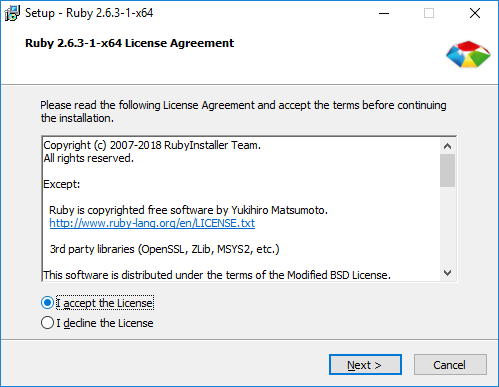 Setup - Ruby 2.6.3-1-x64
Ruby 2.6.3-1-x64 License Agreement
Please read the following License Agreement and accept the terms before continuing
the installation.
Copyright (c) 2007-2018 RubyInstaller Team.
All rights reserved.
Except:
Ruby is copyrighted free software by Yukihiro Matsumoto.
http://www.ruby-lang.org/en/LICENSE.txt
3rd party libraries (OpenSSL, ZLib, MSYS2, etc.)
This software is distributed under the terms of the Modified BSD License.
I accept the License
I decline the License
Next >
Cancel